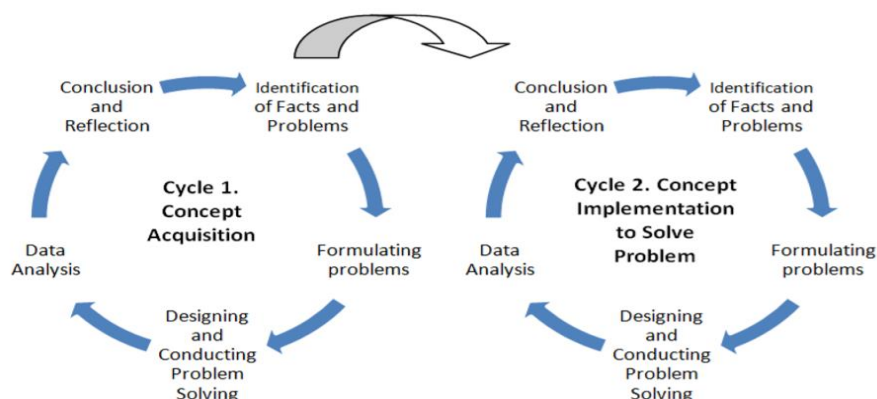 Conclusion
and
Reflection
Identification
of Facts and
Problems
Cycle 1.
Concept
Acquisition
Data
Analysis
Formulating
problems
Designing
and
Conducting
Problem
Solving
Conclusion
and
Reflection
Identification
of Facts and
Problems
Cycle 2. Concept
Implementation
to Solve
Problem
Data
Analysis
Formulating
problems
Designing
and
Conducting
Problem
Solving